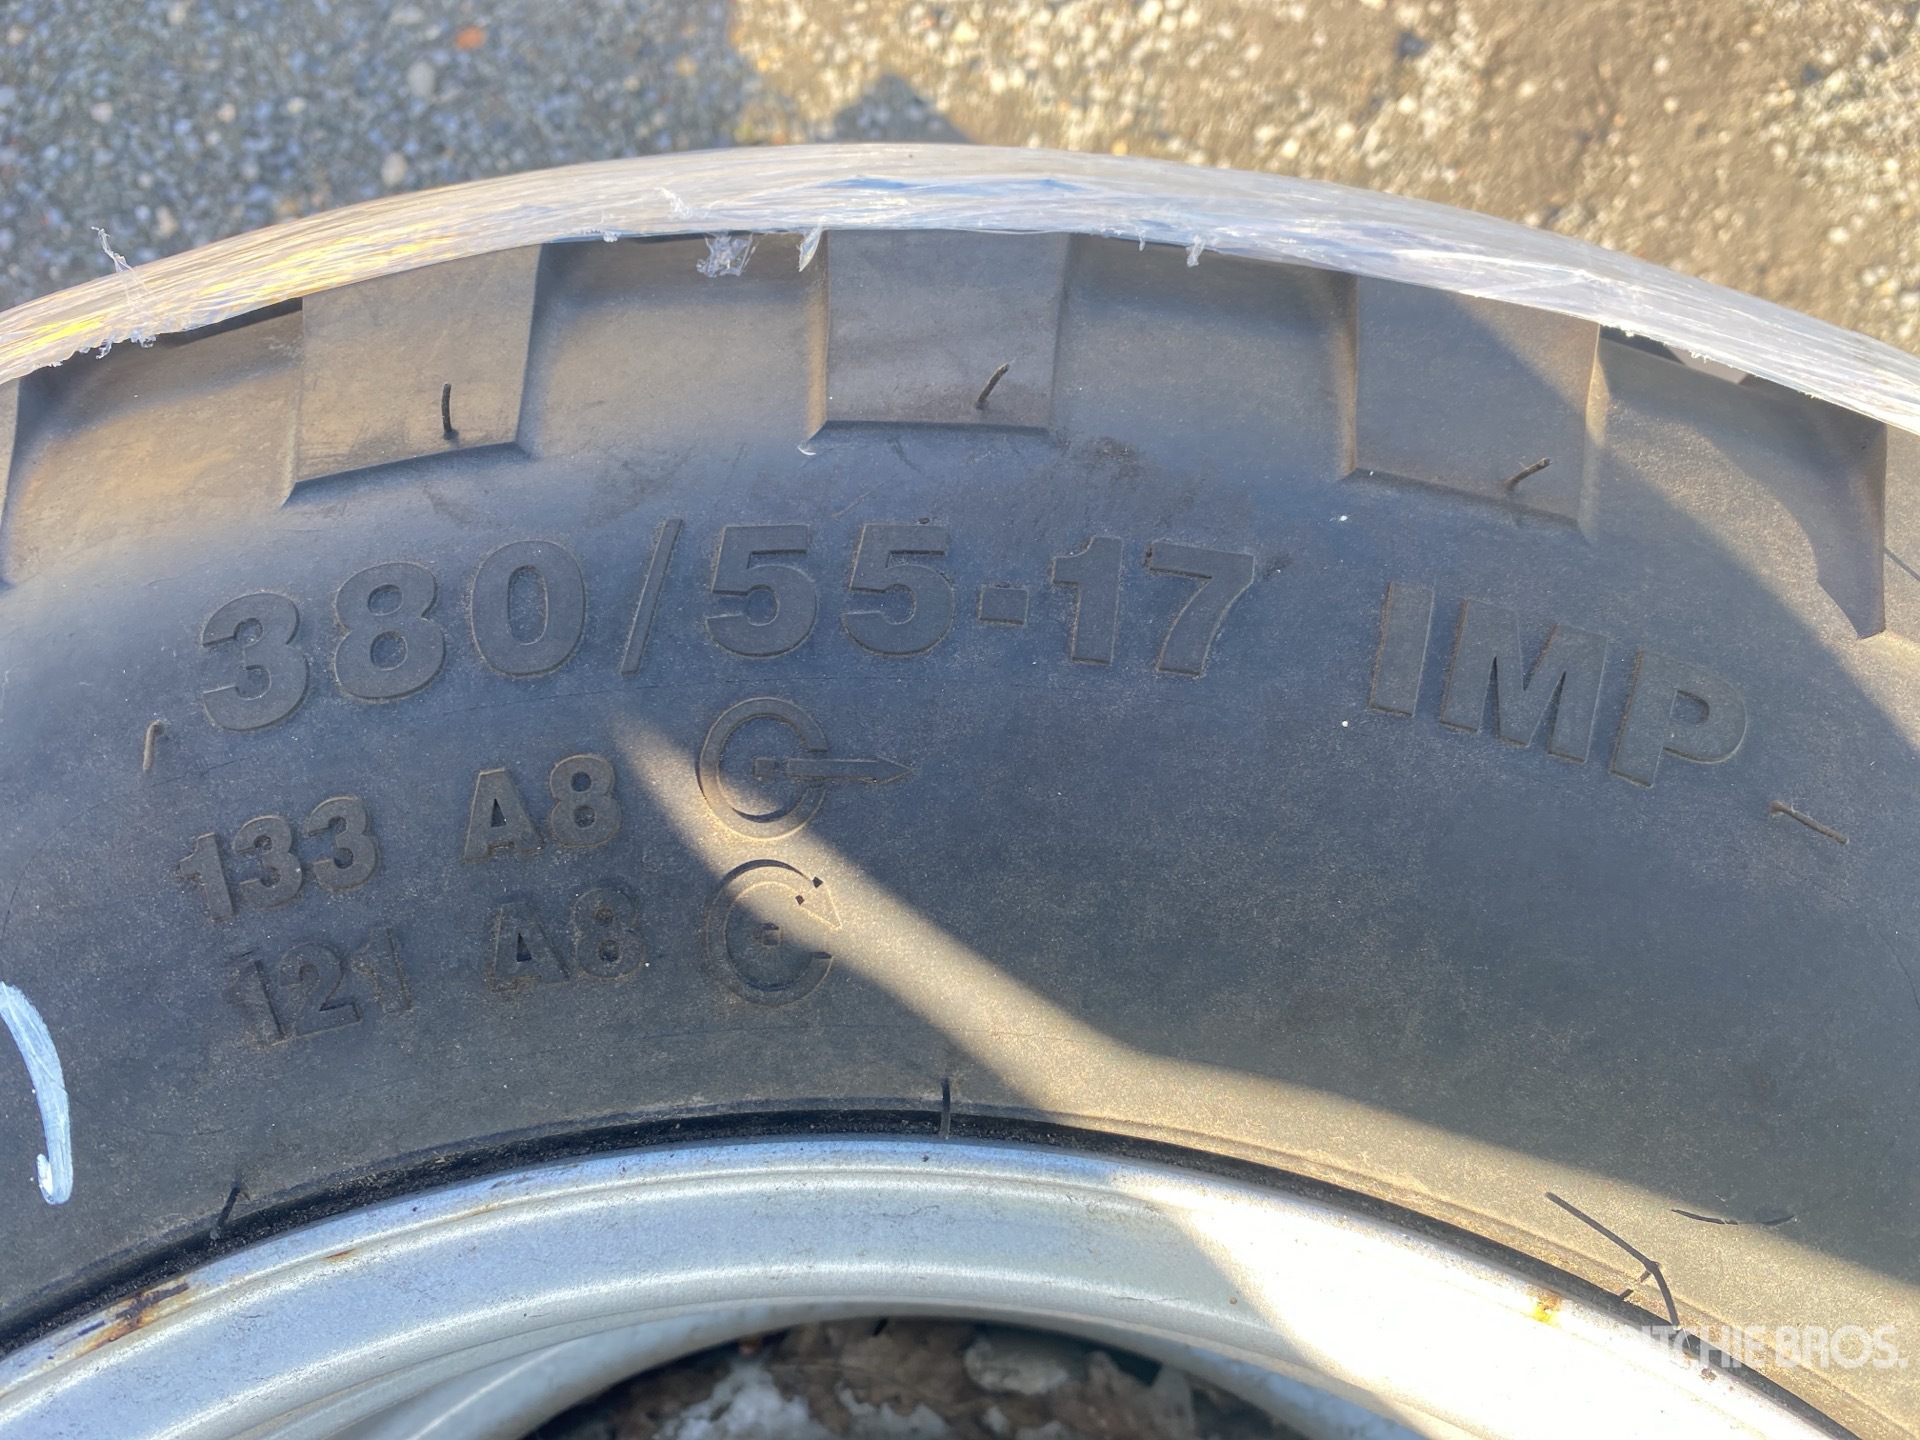 380/55-17 IMP
133 A8
121 A8
RITCHIE BROS.